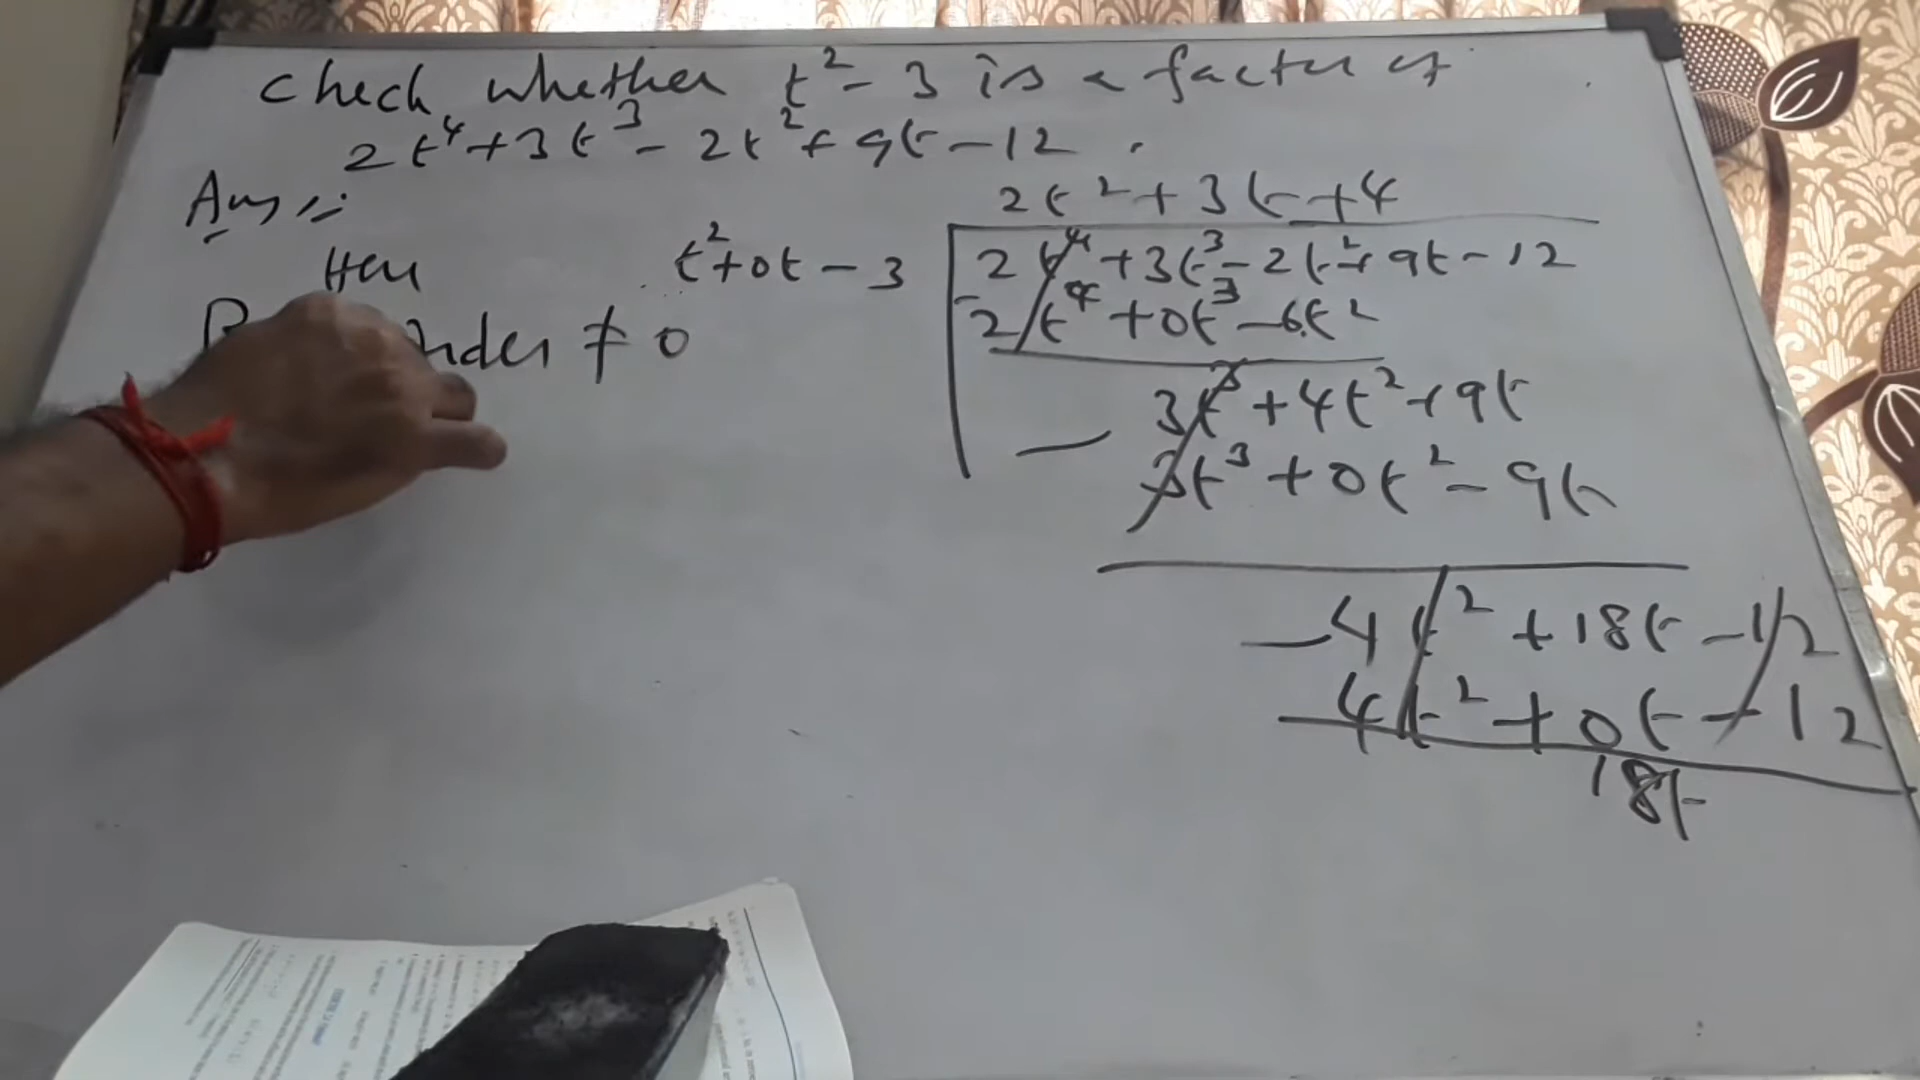 check whether t² - 3 is a factor of
2t⁴ + 3t³ - 2t² + 9t - 12 .
Ans :-
2t² + 3t + 4
Here
t² + 0t - 3
2t⁴ + 3t³ - 2t² + 9t - 12
- 2t⁴ + 0t³ - 6t²
≠ 0
3t³ + 4t² + 9t
- 3t³ + 0t² - 9t
4t² + 18t - 12
- 4t² + 0t - 12
18t